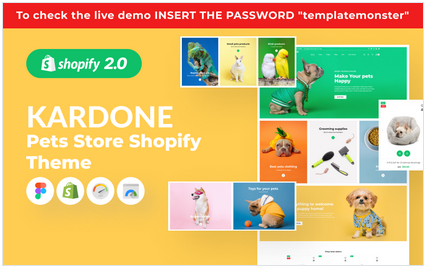 To check the live demo INSERT THE PASSWORD "templatemonster"
shopify 2.0
KARDONE
Pets Store Shopify
Theme
Make Your Pets
Happy
Grooming supplies
Toys for your pets